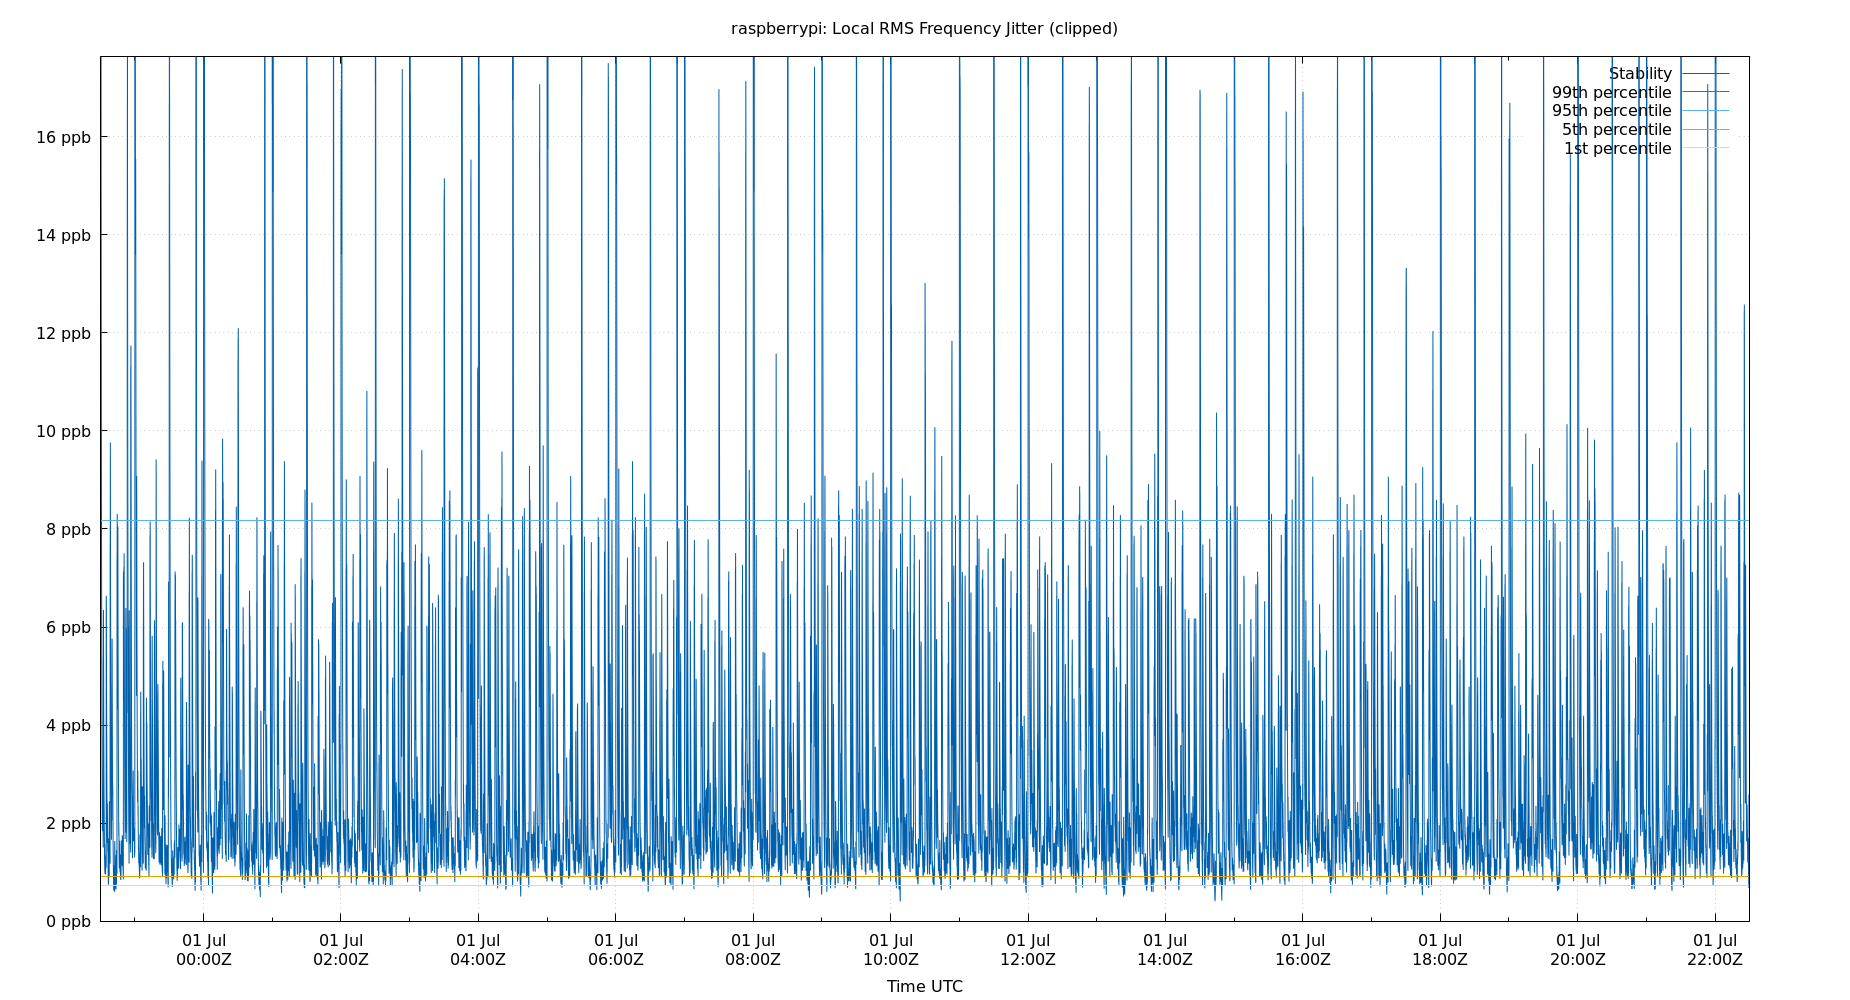 raspberrypi: Local RMS Frequency Jitter (clipped)
Stability
99th percentile
95th percentile
5th percentile
1st percentile
16 ppb
14 ppb
12 ppb
10 ppb
8 ppb
6 ppb
4 ppb
2 ppb
0 ppb
01 Jul 01 Jul 01 Jul 01 Jul 01 Jul 01 Jul 01 Jul 01 Jul 01 Jul 01 Jul 01 Jul 01 Jul
00:00Z 02:00Z 04:00Z 06:00Z 08:00Z 10:00Z 12:00Z 14:00Z 16:00Z 18:00Z 20:00Z 22:00Z
Time UTC